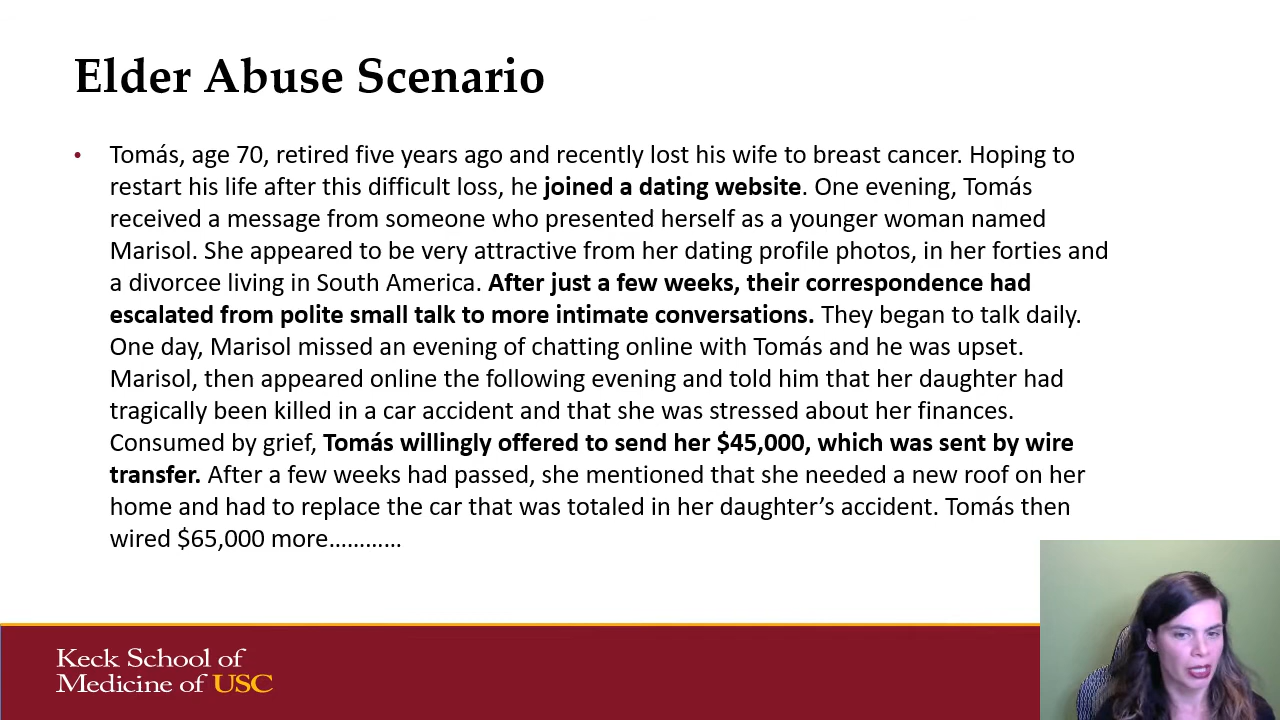 Elder Abuse Scenario
• Tomás, age 70, retired five years ago and recently lost his wife to breast cancer. Hoping to
restart his life after this difficult loss, he joined a dating website. One evening, Tomás
received a message from someone who presented herself as a younger woman named
Marisol. She appeared to be very attractive from her dating profile photos, in her forties and
a divorcee living in South America. After just a few weeks, their correspondence had
escalated from polite small talk to more intimate conversations. They began to talk daily.
One day, Marisol missed an evening of chatting online with Tomás and he was upset.
Marisol, then appeared online the following evening and told him that her daughter had
tragically been killed in a car accident and that she was stressed about her finances.
Consumed by grief, Tomás willingly offered to send her $45,000, which was sent by wire
transfer. After a few weeks had passed, she mentioned that she needed a new roof on her
home and had to replace the car that was totaled in her daughter’s accident. Tomás then
wired $65,000 more…………
Keck School of
Medicine of USC